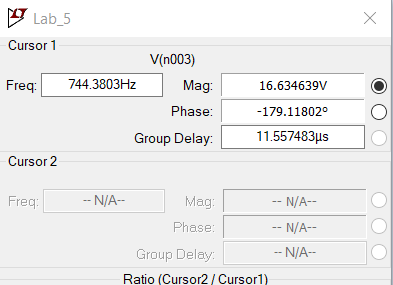 Lab_5
Cursor 1
V(n003)
Freq: 744.3803Hz Mag: 16.634639V
Phase: -179.11802º
Group Delay: 11.557483µs
Cursor 2
Freq: -- N/A-- Mag: -- N/A--
Phase: -- N/A--
Group Delay: -- N/A--
Ratio (Cursor2 / Cursor1)